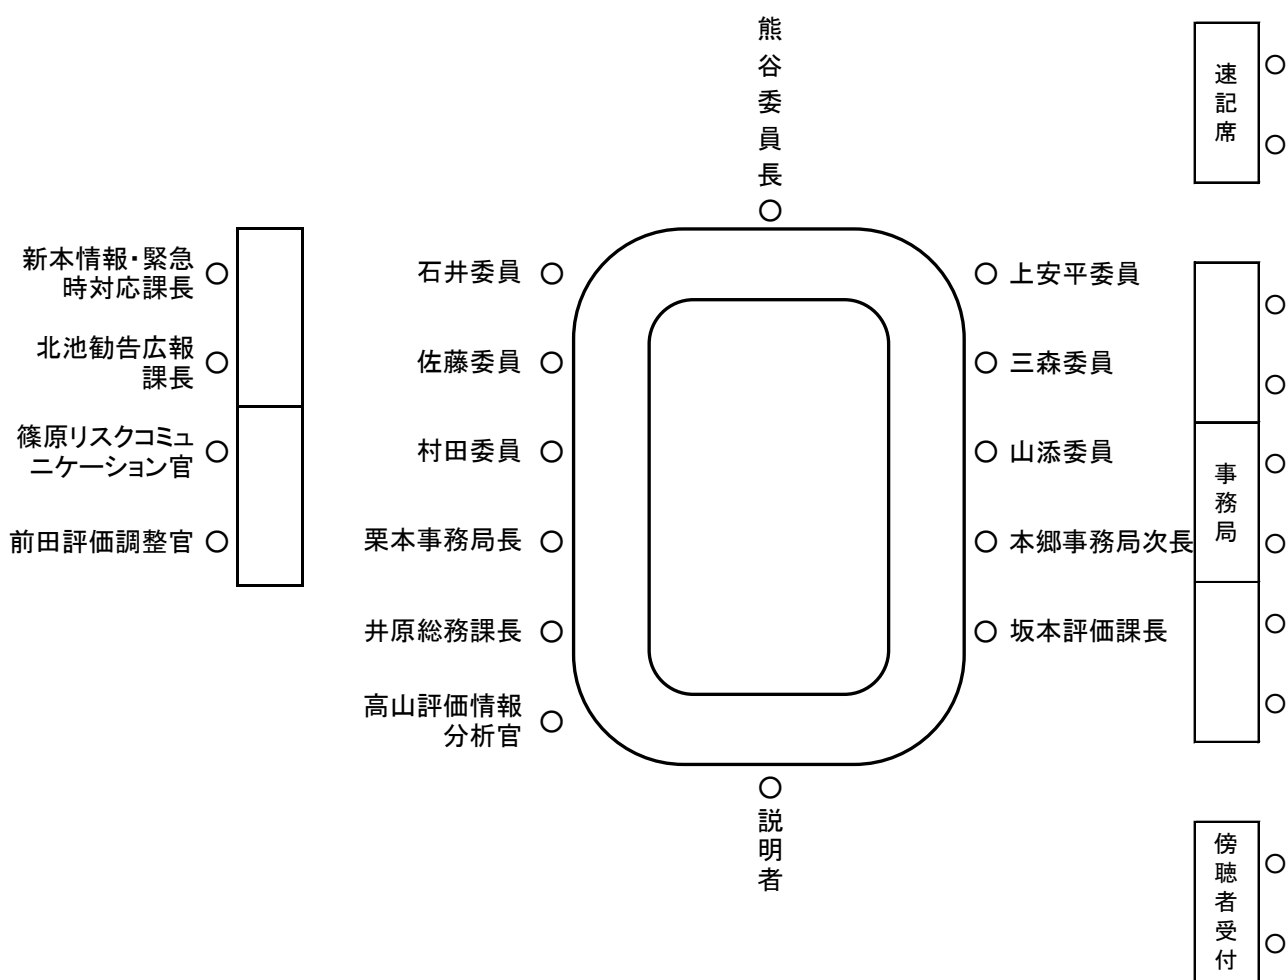 熊谷委員長
速記席
新本情報・緊急
時対応課長
北池勧告広報
課長
篠原リスクコミュ
ニケーション官
前田評価調整官
石井委員
佐藤委員
村田委員
栗本事務局長
井原総務課長
高山評価情報
分析官
上安平委員
三森委員
山添委員
本郷事務局次長
坂本評価課長
事務局
説明者
傍聴者受付